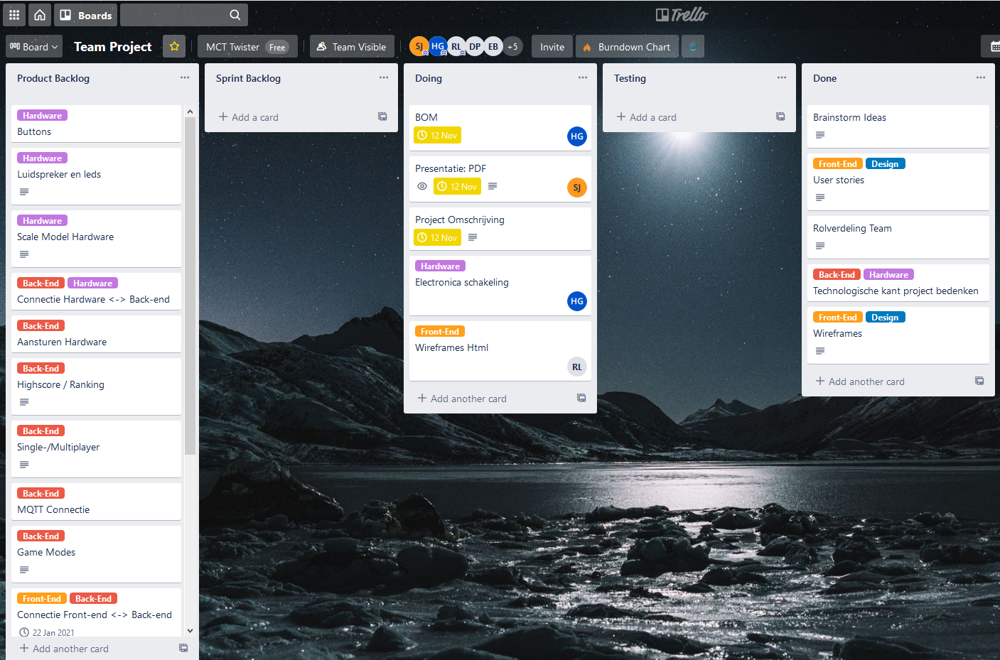 Boards
Trello
Board
Team Project
MCT Twister Free
Team Visible
SJ HG RL DP EB +5
Invite
Burndown Chart
Product Backlog
Hardware
Buttons
Hardware
Luidspreker en leds
Hardware
Scale Model Hardware
Back-End Hardware
Connectie Hardware <-> Back-end
Back-End
Aansturen Hardware
Back-End
Highscore / Ranking
Back-End
Single-/Multiplayer
Back-End
MQTT Connectie
Back-End
Game Modes
Front-End Back-End
Connectie Front-end <-> Back-end
22 Jan 2021
+ Add another card
Sprint Backlog
+ Add a card
Doing
BOM
12 Nov
HG
Presentatie: PDF
12 Nov
SJ
Project Omschrijving
12 Nov
Hardware
Electronica schakeling
HG
Front-End
Wireframes Html
RL
+ Add another card
Testing
+ Add a card
Done
Brainstorm Ideas
Front-End Design
User stories
Rolverdeling Team
Back-End Hardware
Technologische kant project bedenken
Front-End Design
Wireframes
+ Add another card